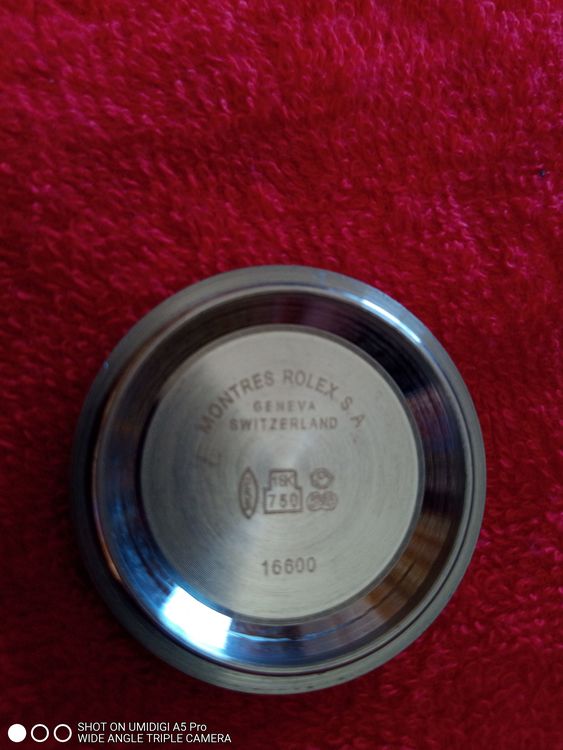 MONTRES ROLEX. S.A.
GENEVA
SWITZERLAND
18K
750
16600
SHOT ON UMIDIGI A5 Pro
WIDE ANGLE TRIPLE CAMERA